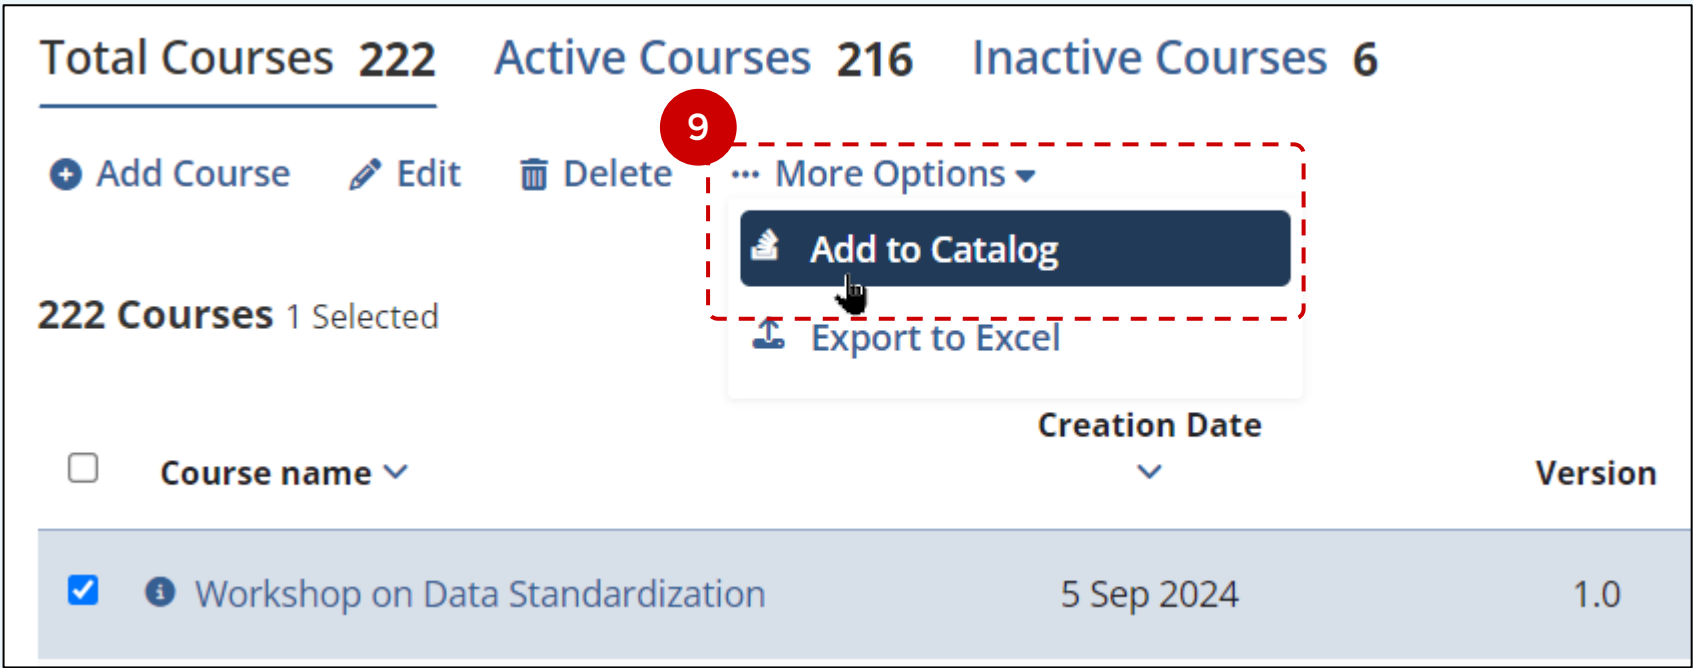 Total Courses 222 Active Courses 216 Inactive Courses 6
9
Add Course Edit Delete ... More Options
Add to Catalog
222 Courses 1 Selected
Export to Excel
Creation Date
Course name Version
Workshop on Data Standardization 5 Sep 2024 1.0